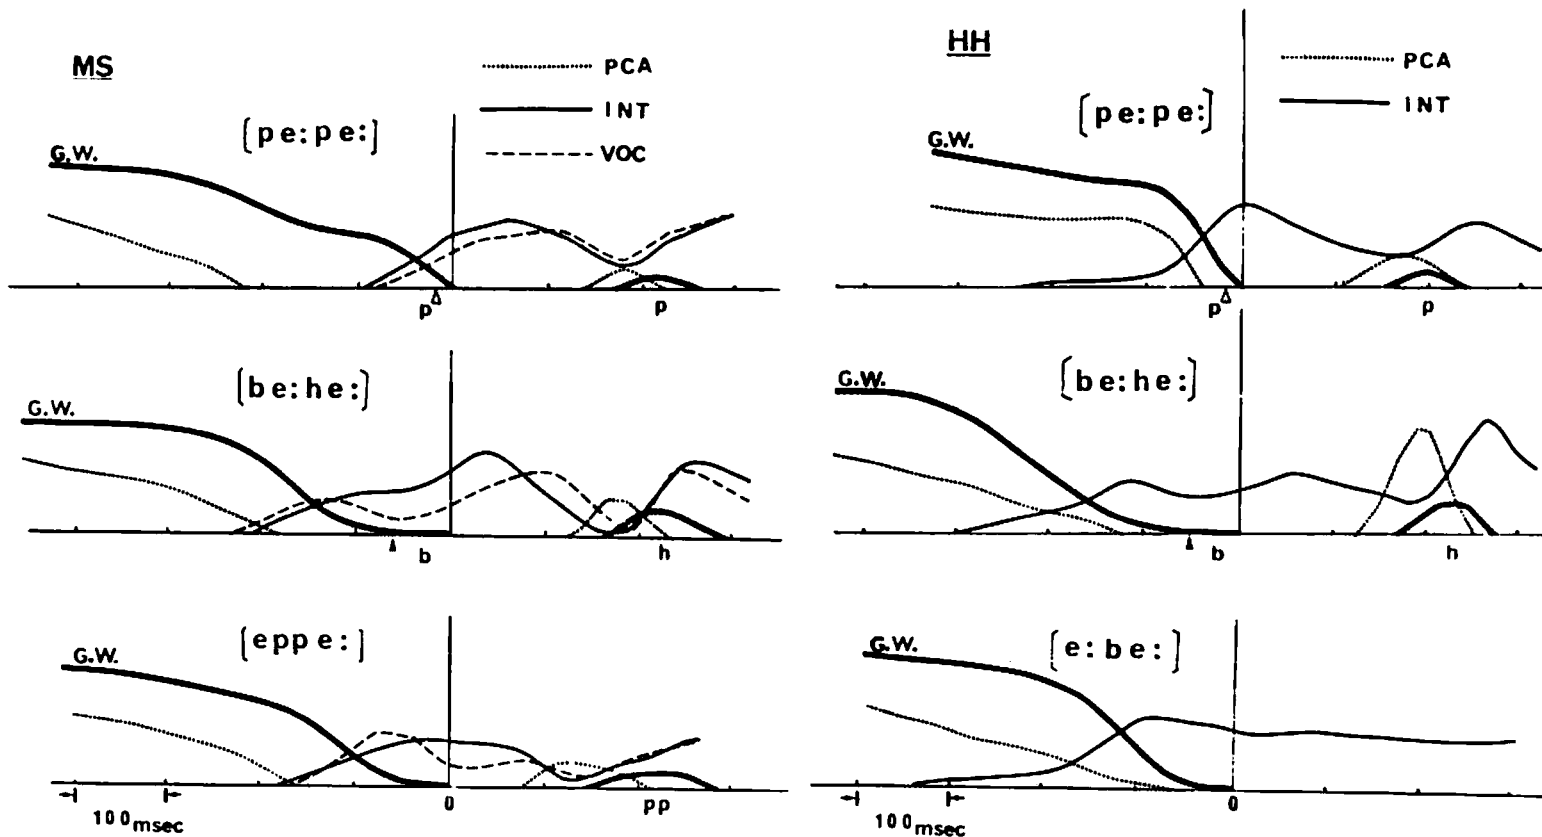 MS
PCA
INT
VOC
[pe:pe:]
G.W.
p
p
[be:he:]
G.W.
b
h
[eppe:]
G.W.
100msec
0
pp
HH
PCA
INT
[pe:pe:]
G.W.
p
p
[be:he:]
G.W.
b
h
[e:be:]
G.W.
100msec
0